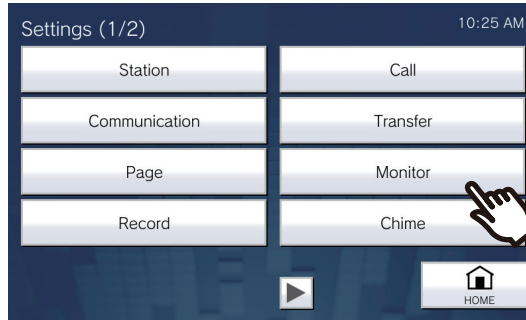 Settings (1/2)
10:25 AM
Station
Call
Communication
Transfer
Page
Monitor
Record
Chime
HOME